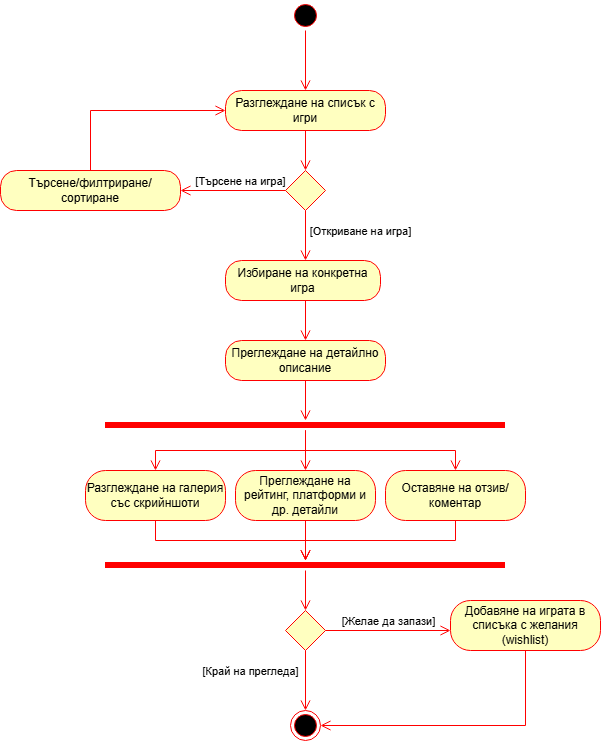 Разглеждане на списък с
игри
[Търсене на игра]
Търсене/филтриране/
сортиране
[Откриване на игра]
Избиране на конкретна
игра
Преглеждане на детайлно
описание
Разглеждане на галерия
със скрийншоти
Преглеждане на
рейтинг, платформи и
др. детайли
Оставяне на отзив/
коментар
[Желае да запази]
Добавяне на играта в
списъка с желания
(wishlist)
[Край на прегледа]